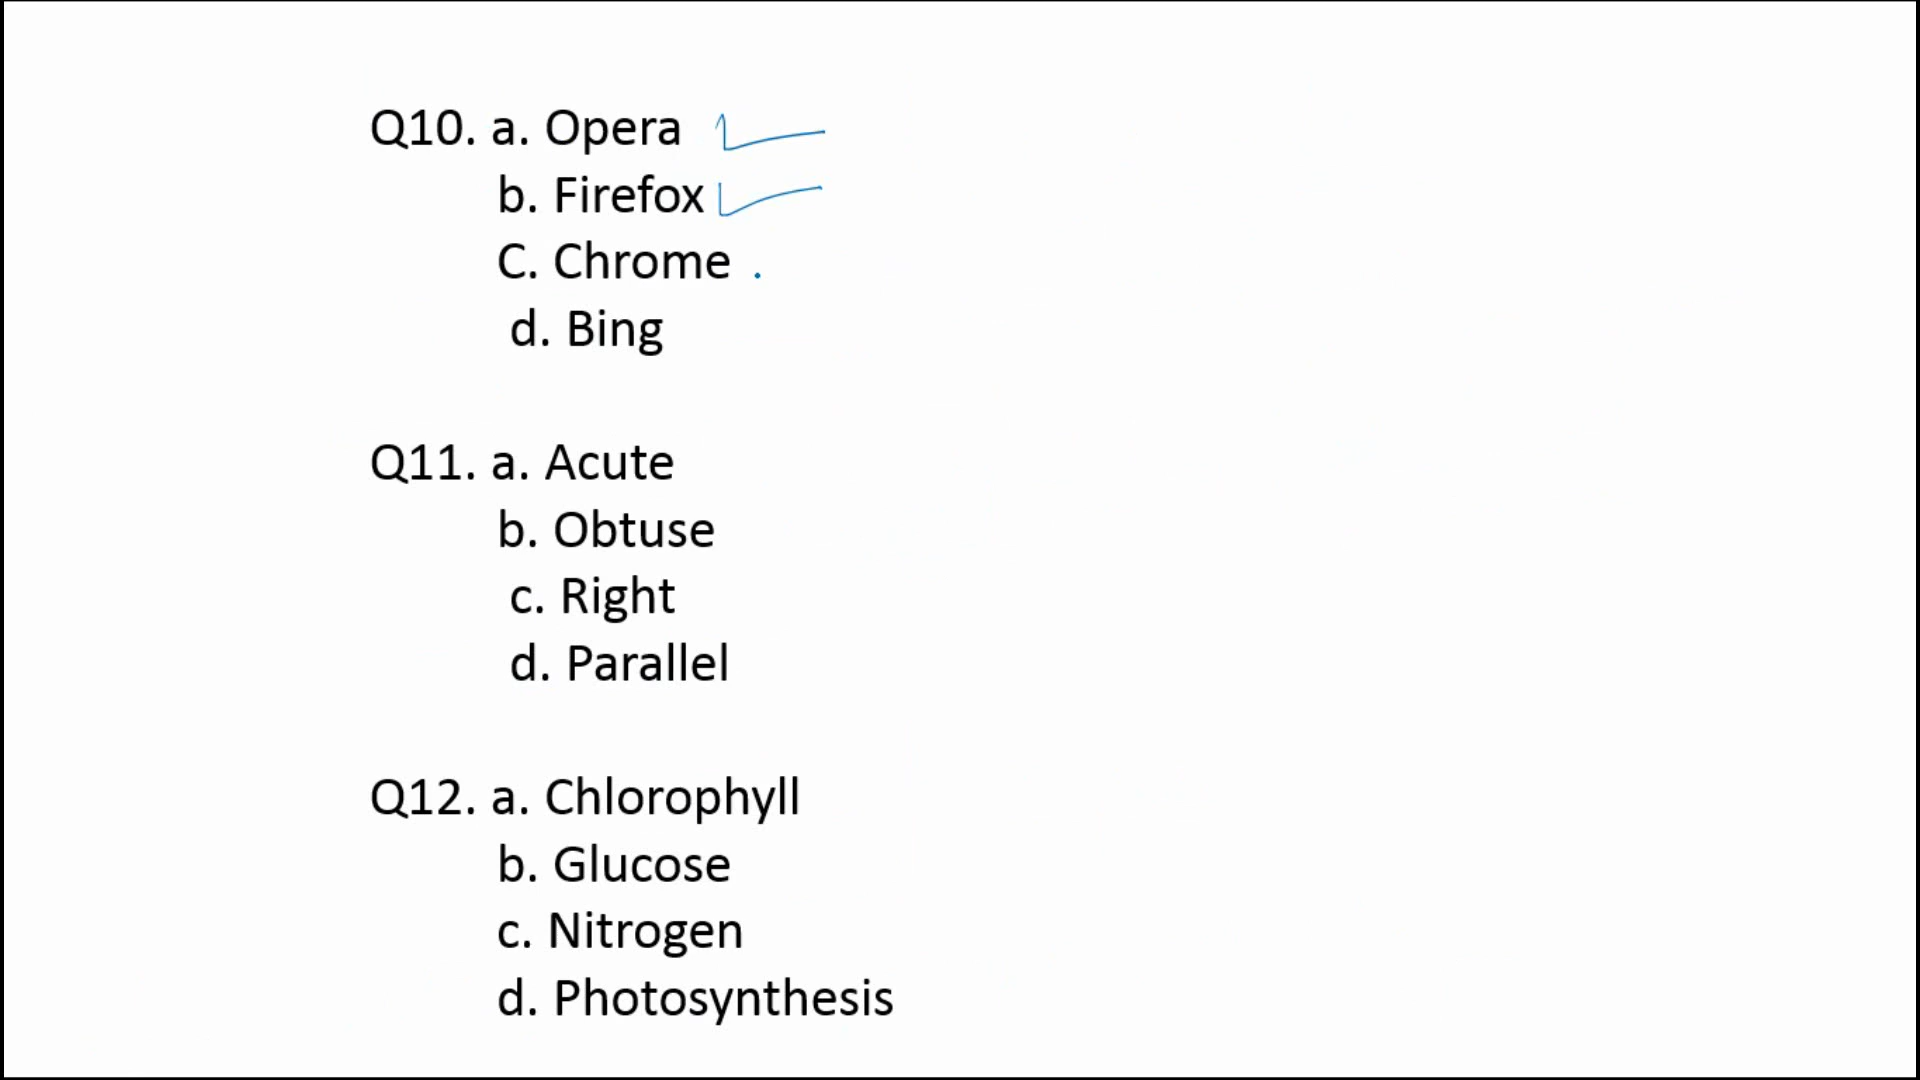 Q10. a. Opera
b. Firefox
C. Chrome
d. Bing
Q11. a. Acute
b. Obtuse
c. Right
d. Parallel
Q12. a. Chlorophyll
b. Glucose
c. Nitrogen
d. Photosynthesis